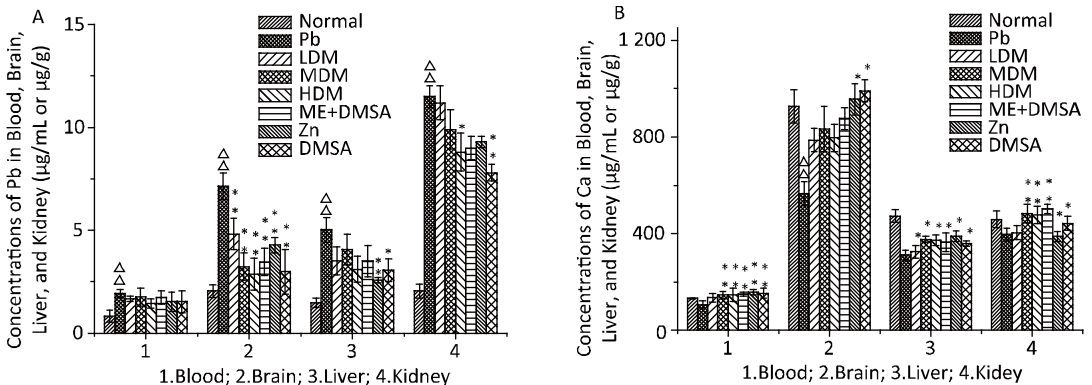 A
Concentrations of Pb in Blood, Brain,
Liver, and Kidney (μg/mL or μg/g)
15
10
5
0
Normal
Pb
LDM
MDM
HDM
ME+DMSA
Zn
DMSA
1 2 3 4
1.Blood; 2.Brain; 3.Liver; 4.Kidney
B
Concentrations of Ca in Blood, Brain,
Liver, and Kidney (μg/mL or μg/g)
1 200
800
400
0
Normal
Pb
LDM
MDM
HDM
ME+DMSA
Zn
DMSA
1 2 3 4
1.Blood; 2.Brain; 3.Liver; 4.Kidey